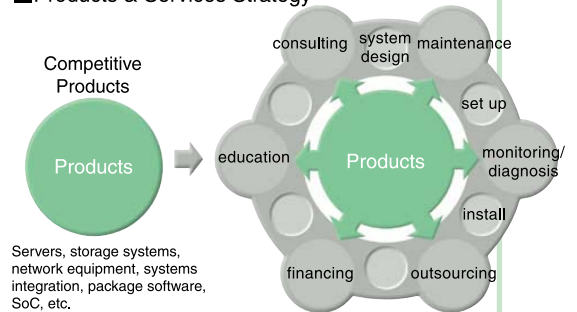 ■Products & Services Strategy
Competitive
Products
Products
Servers, storage systems,
network equipment, systems
integration, package software,
SoC, etc.
consulting
system
design
maintenance
set up
education
Products
monitoring/
diagnosis
install
financing
outsourcing